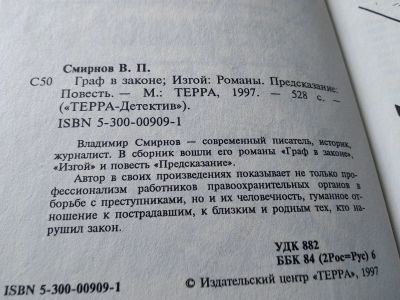 Смирнов В. П.
С50 Граф в законе; Изгой: Романы. Предсказание:
Повесть. — М.: ТЕРРА, 1997. — 528 с. —
(«ТЕРРА-Детектив»).
ISBN 5-300-00909-1
Владимир Смирнов — современный писатель, историк,
журналист. В сборник вошли его романы «Граф в законе»,
«Изгой» и повесть «Предсказание».
Автор в своих произведениях показывает не только про-
фессионализм работников правоохранительных органов в
борьбе с преступниками, но и их человечность, гуманное от-
ношение к пострадавшим, к близким и родным тех, кто на-
рушил закон.
УДК 882
ББК 84 (2Рос=Рус) 6
ISBN 5-300-00909-1
© Издательский центр «ТЕРРА», 1997